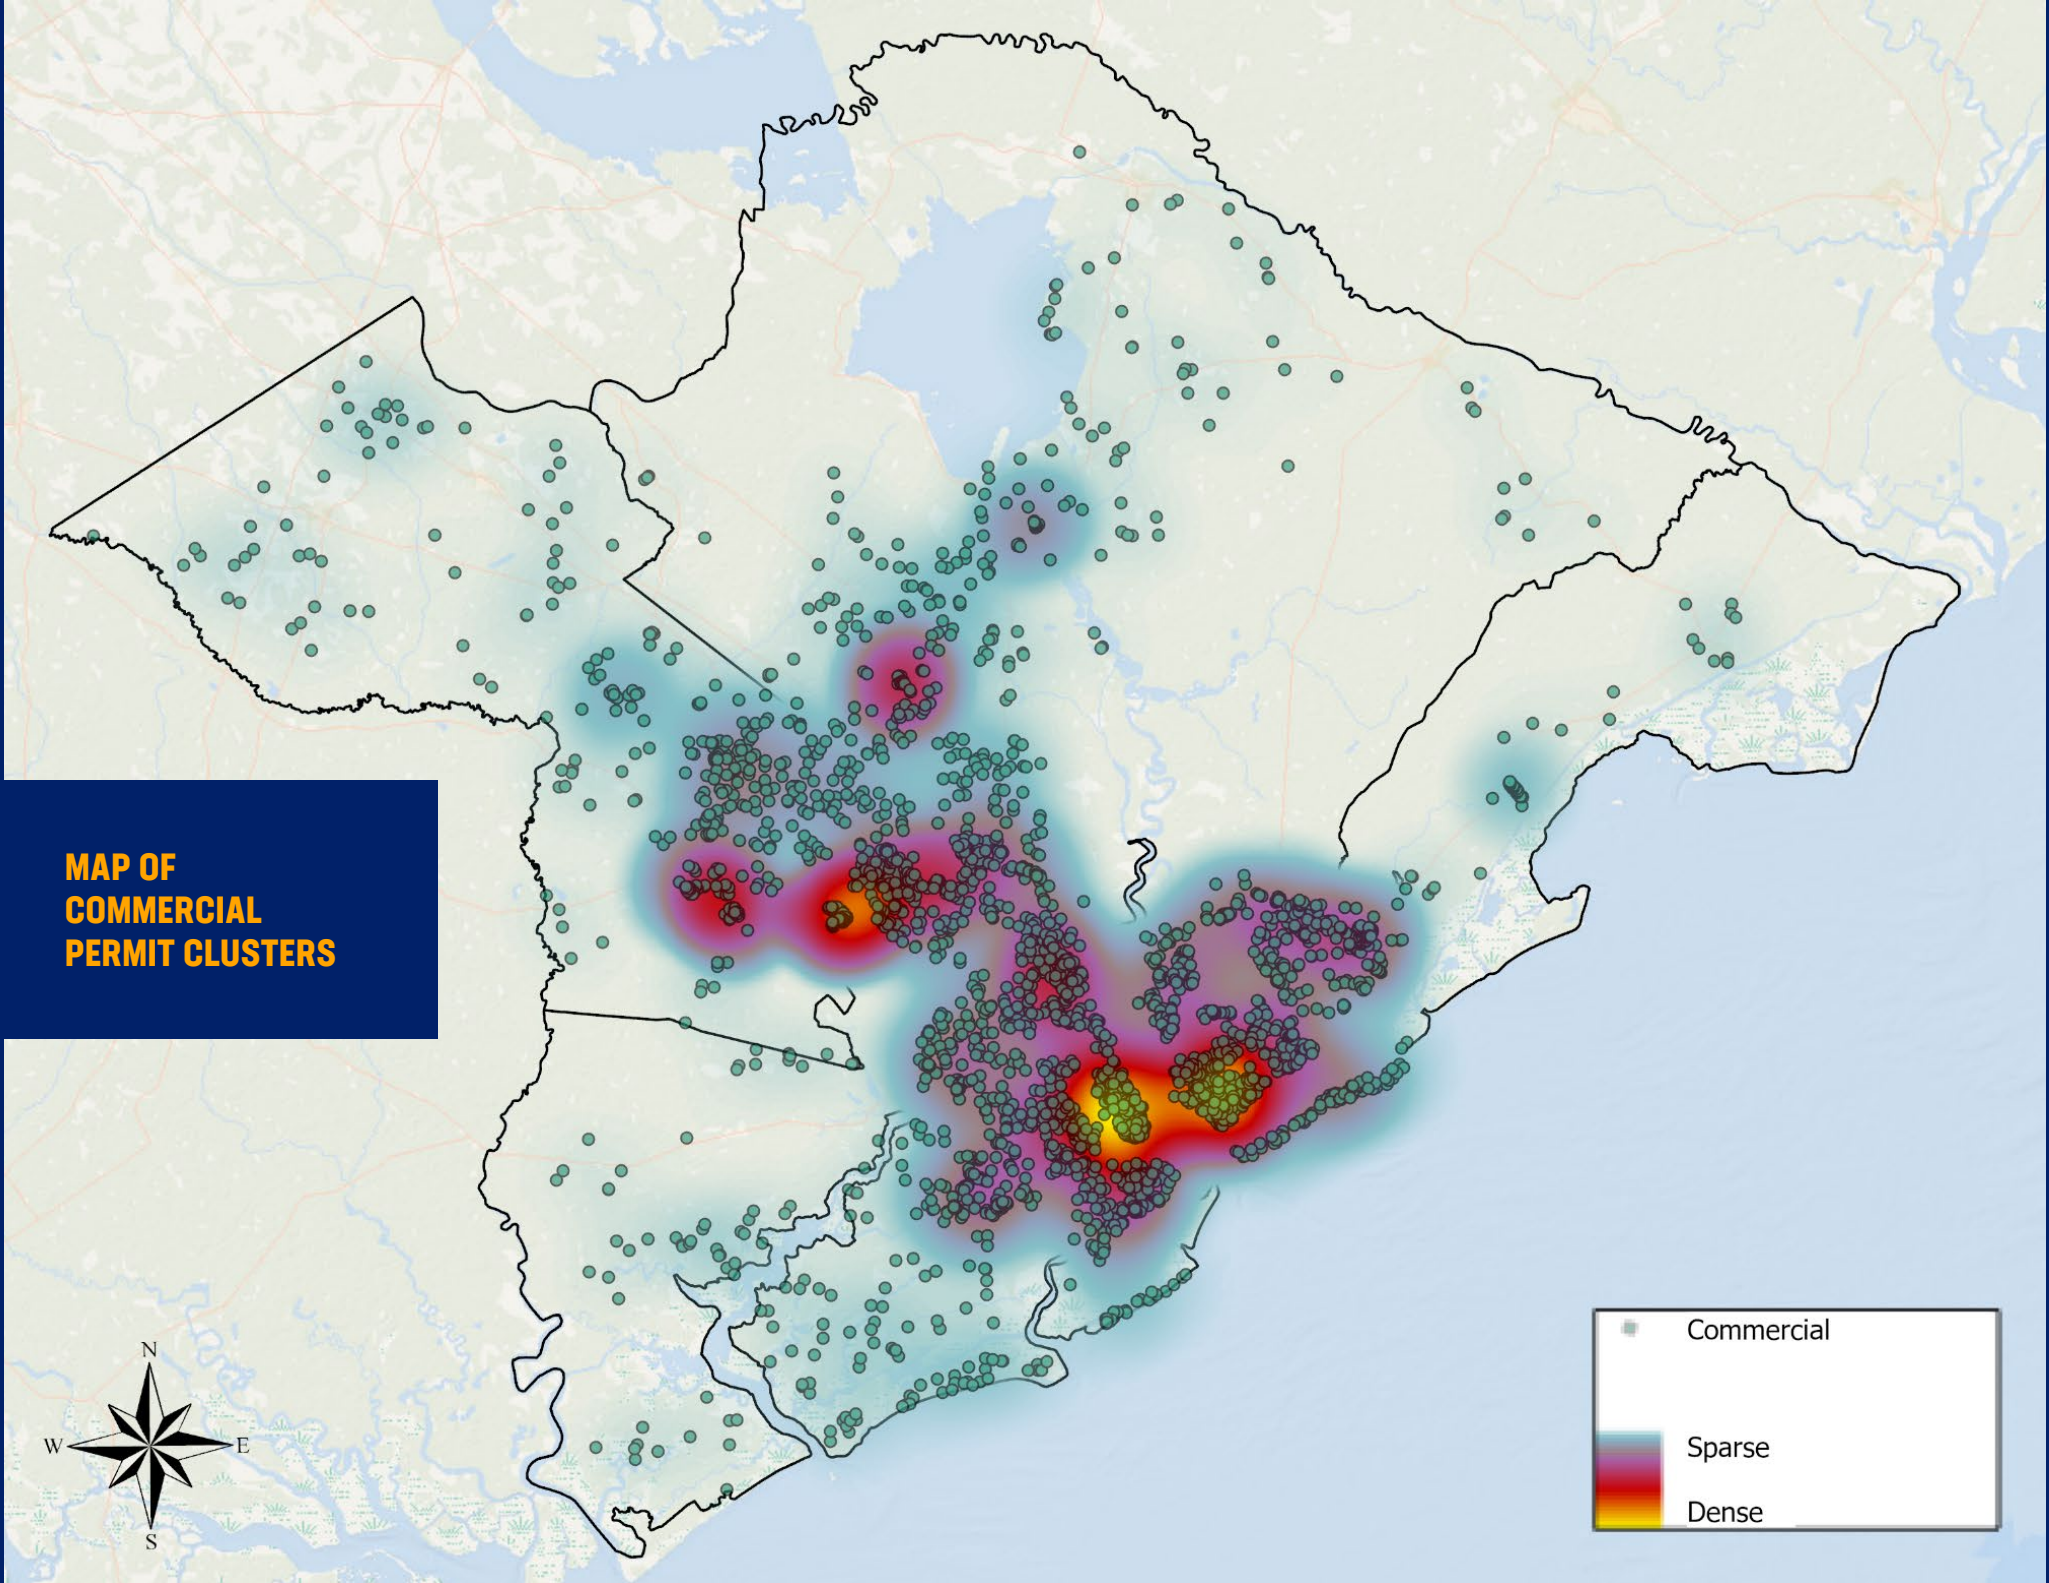 MAP OF
COMMERCIAL
PERMIT CLUSTERS
N
W
E
S
Commercial
Sparse
Dense